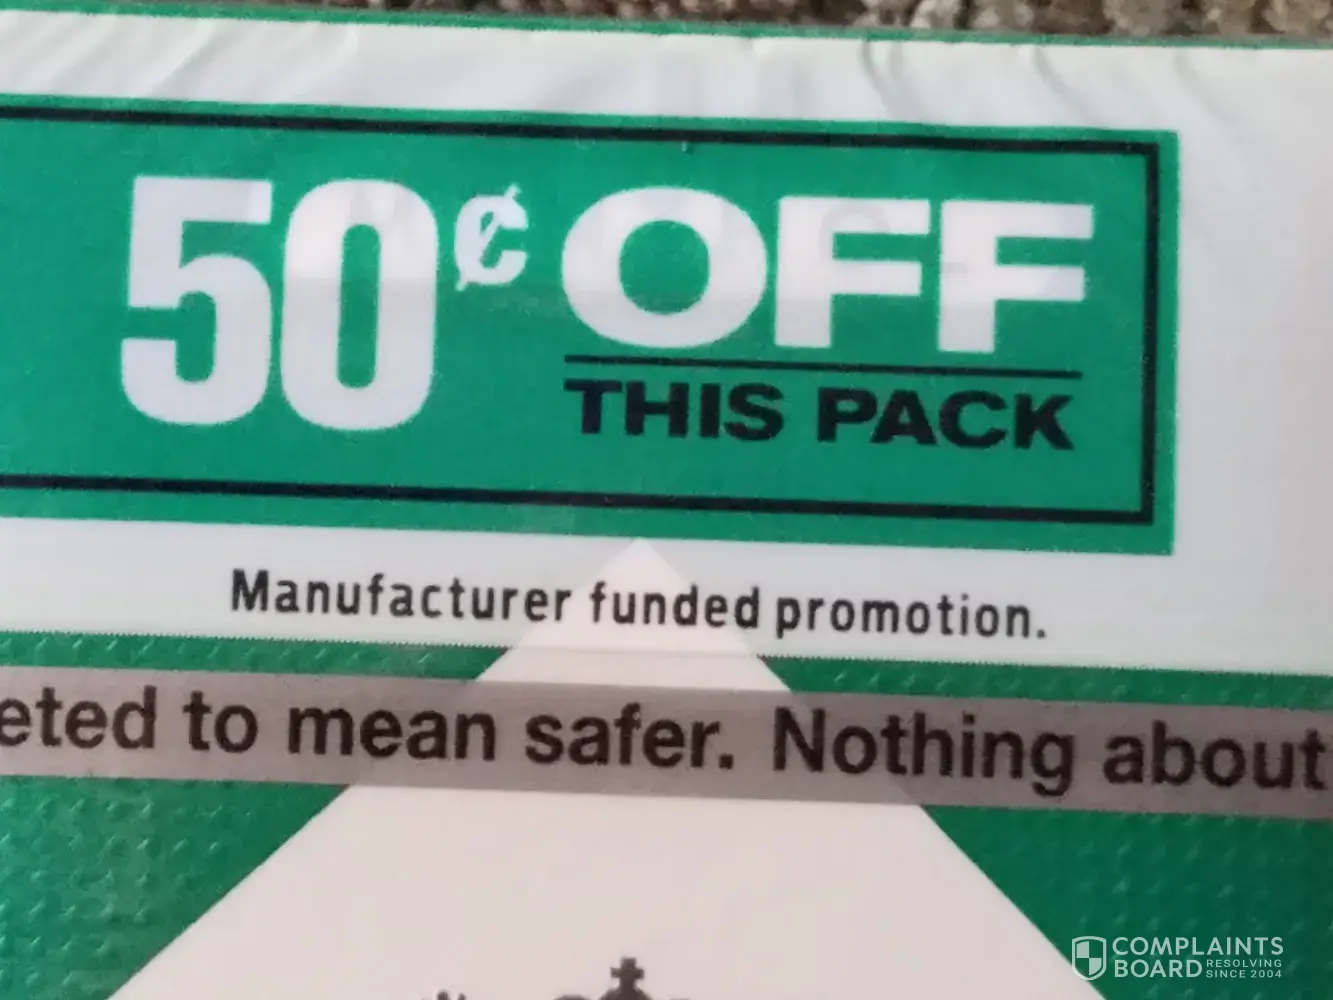 50¢ OFF
THIS PACK
Manufacturer funded promotion.
eted to mean safer. Nothing about
COMPLAINTS
BOARD RESOLVING
SINCE 2004